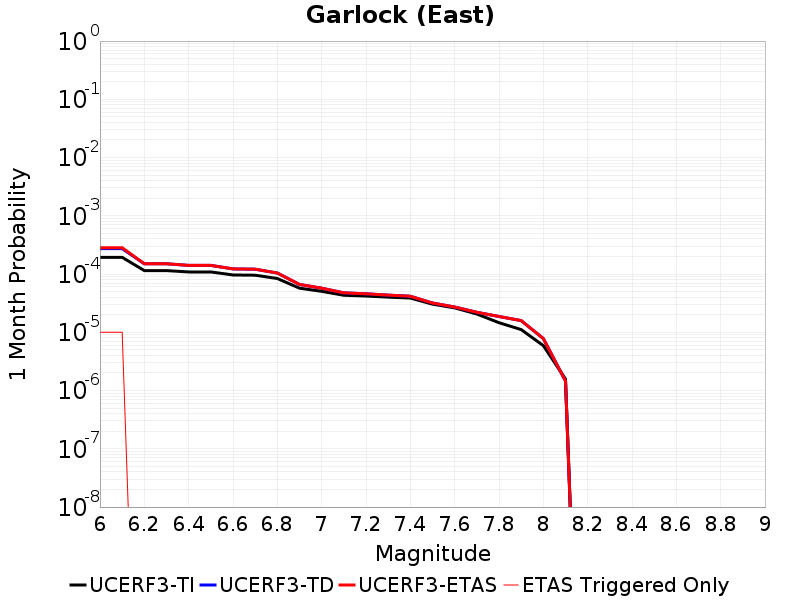 Garlock (East)
1 Month Probability
10^0
10^-1
10^-2
10^-3
10^-4
10^-5
10^-6
10^-7
10^-8
6 6.2 6.4 6.6 6.8 7 7.2 7.4 7.6 7.8 8 8.2 8.4 8.6 8.8 9
Magnitude
UCERF3-TI UCERF3-TD UCERF3-ETAS ETAS Triggered Only